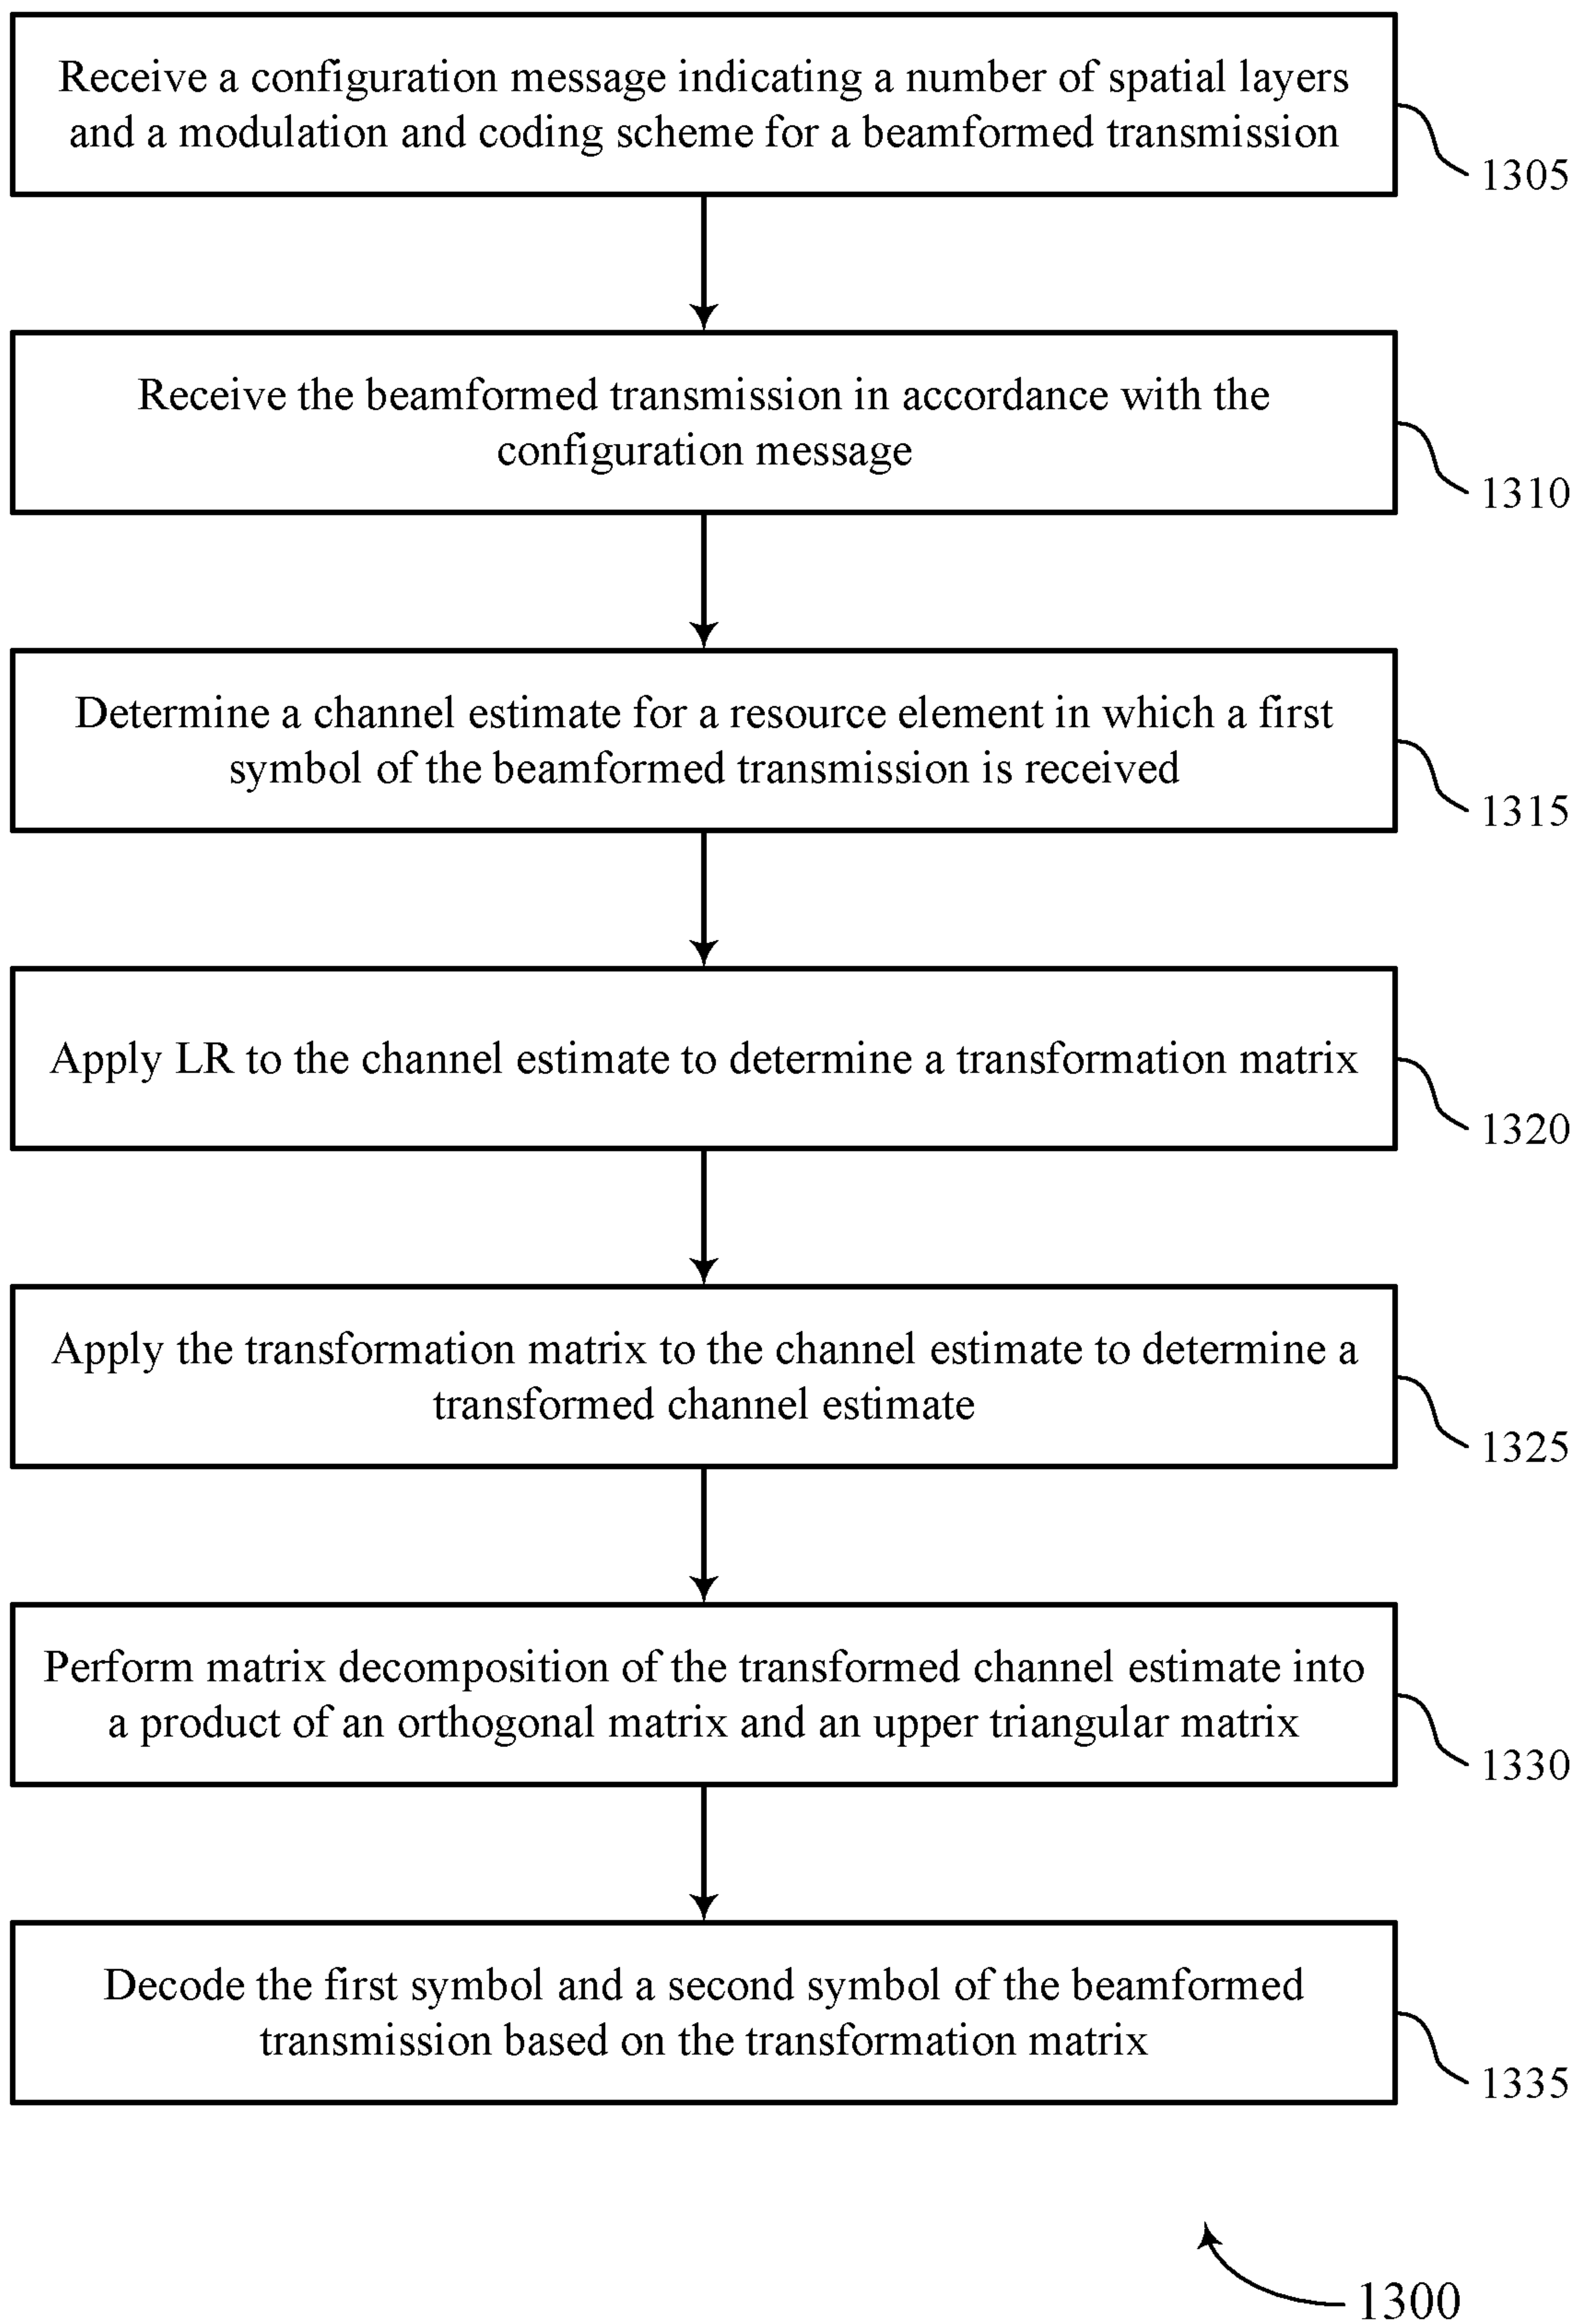 Receive a configuration message indicating a number of spatial layers
and a modulation and coding scheme for a beamformed transmission
1305
Receive the beamformed transmission in accordance with the
configuration message
1310
Determine a channel estimate for a resource element in which a first
symbol of the beamformed transmission is received
1315
Apply LR to the channel estimate to determine a transformation matrix
1320
Apply the transformation matrix to the channel estimate to determine a
transformed channel estimate
1325
Perform matrix decomposition of the transformed channel estimate into
a product of an orthogonal matrix and an upper triangular matrix
1330
Decode the first symbol and a second symbol of the beamformed
transmission based on the transformation matrix
1335
1300